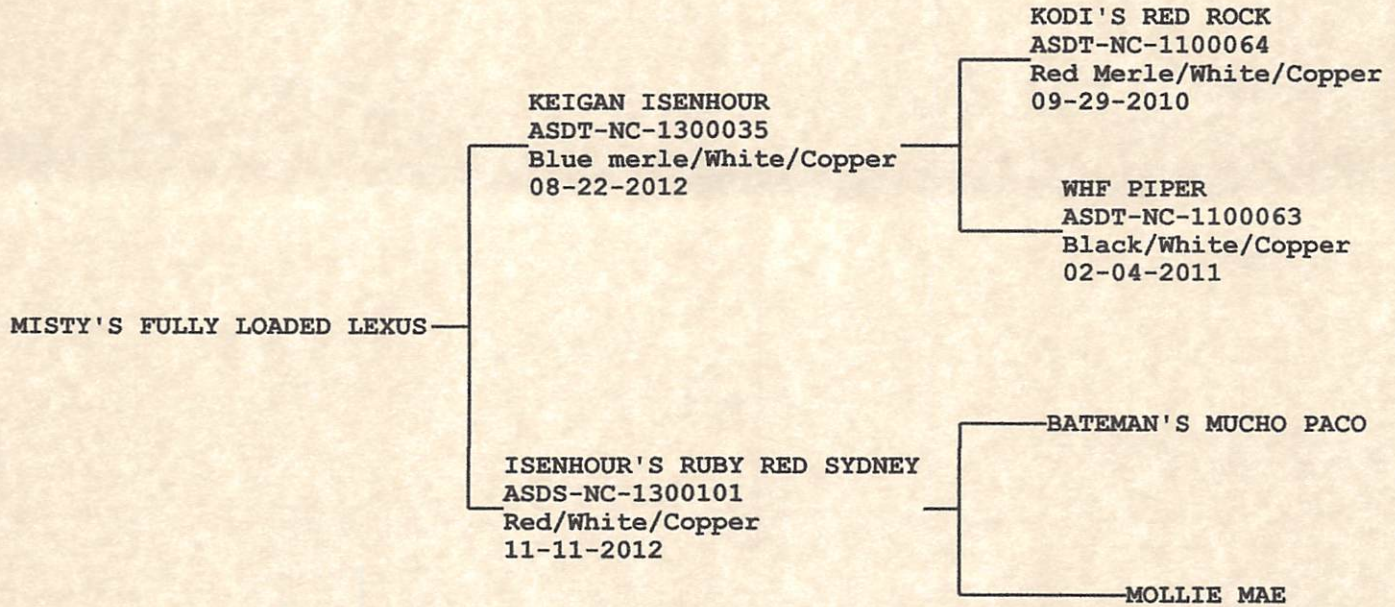 KODI'S RED ROCK
ASDT-NC-1100064
Red Merle/White/Copper
09-29-2010
KEIGAN ISENHOUR
ASDT-NC-1300035
Blue merle/White/Copper
08-22-2012
WHF PIPER
ASDT-NC-1100063
Black/White/Copper
02-04-2011
MISTY'S FULLY LOADED LEXUS
BATEMAN'S MUCHO PACO
ISENHOUR'S RUBY RED SYDNEY
ASDS-NC-1300101
Red/White/Copper
11-11-2012
MOLLIE MAE